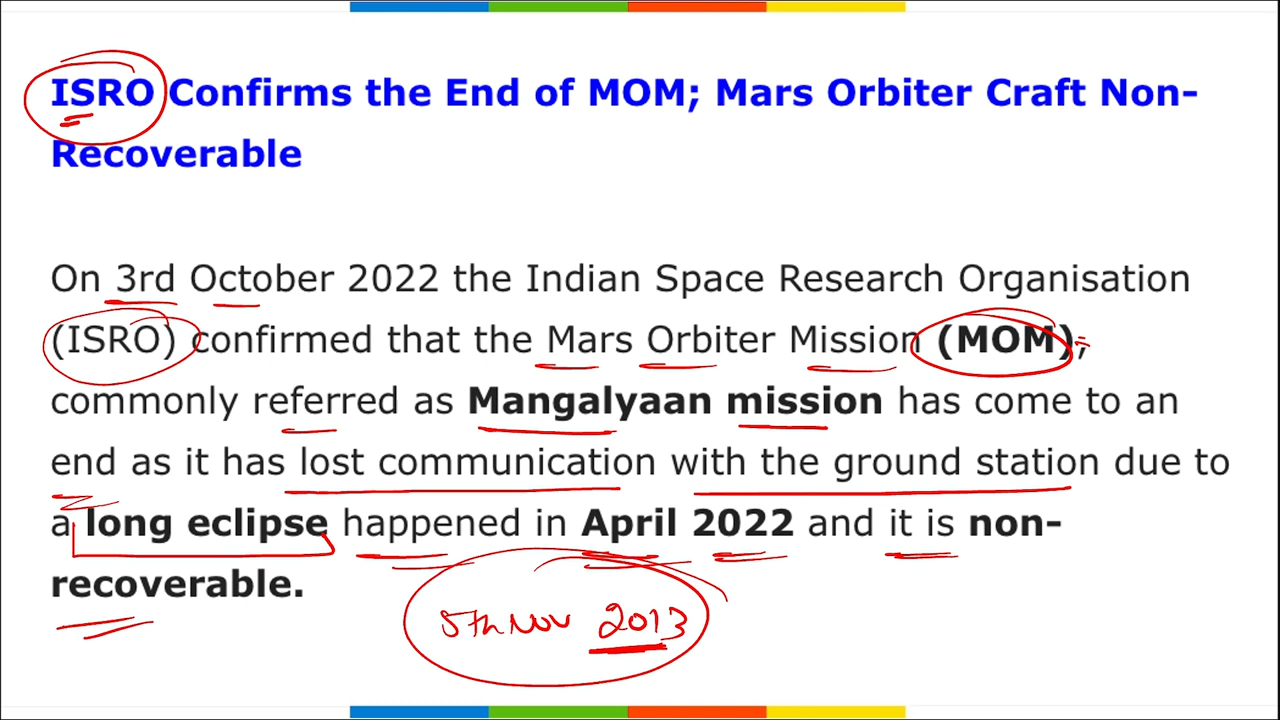 ISRO Confirms the End of MOM; Mars Orbiter Craft Non-
Recoverable
On 3rd October 2022 the Indian Space Research Organisation
(ISRO) confirmed that the Mars Orbiter Mission (MOM),
commonly referred as Mangalyaan mission has come to an
end as it has lost communication with the ground station due to
a long eclipse happened in April 2022 and it is non-
recoverable.
5th Nov 2013